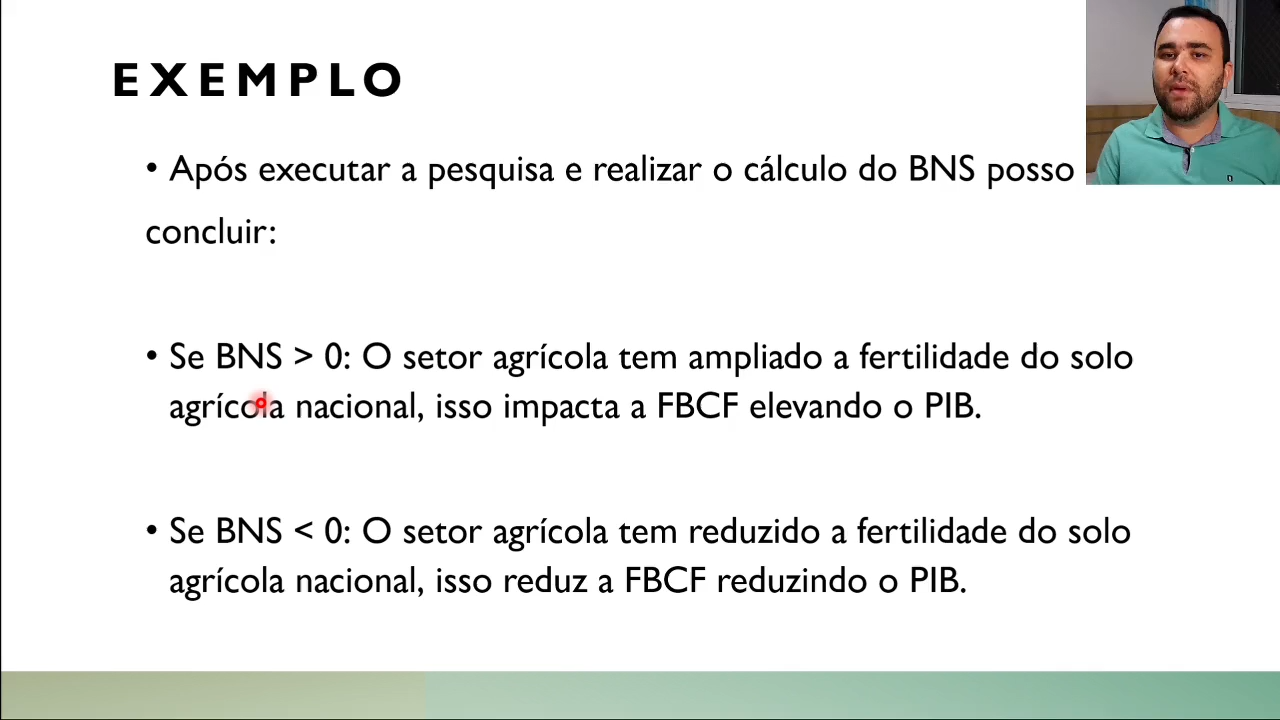 EXEMPLO
• Após executar a pesquisa e realizar o cálculo do BNS posso
concluir:
• Se BNS > 0: O setor agrícola tem ampliado a fertilidade do solo
agrícola nacional, isso impacta a FBCF elevando o PIB.
• Se BNS < 0: O setor agrícola tem reduzido a fertilidade do solo
agrícola nacional, isso reduz a FBCF reduzindo o PIB.